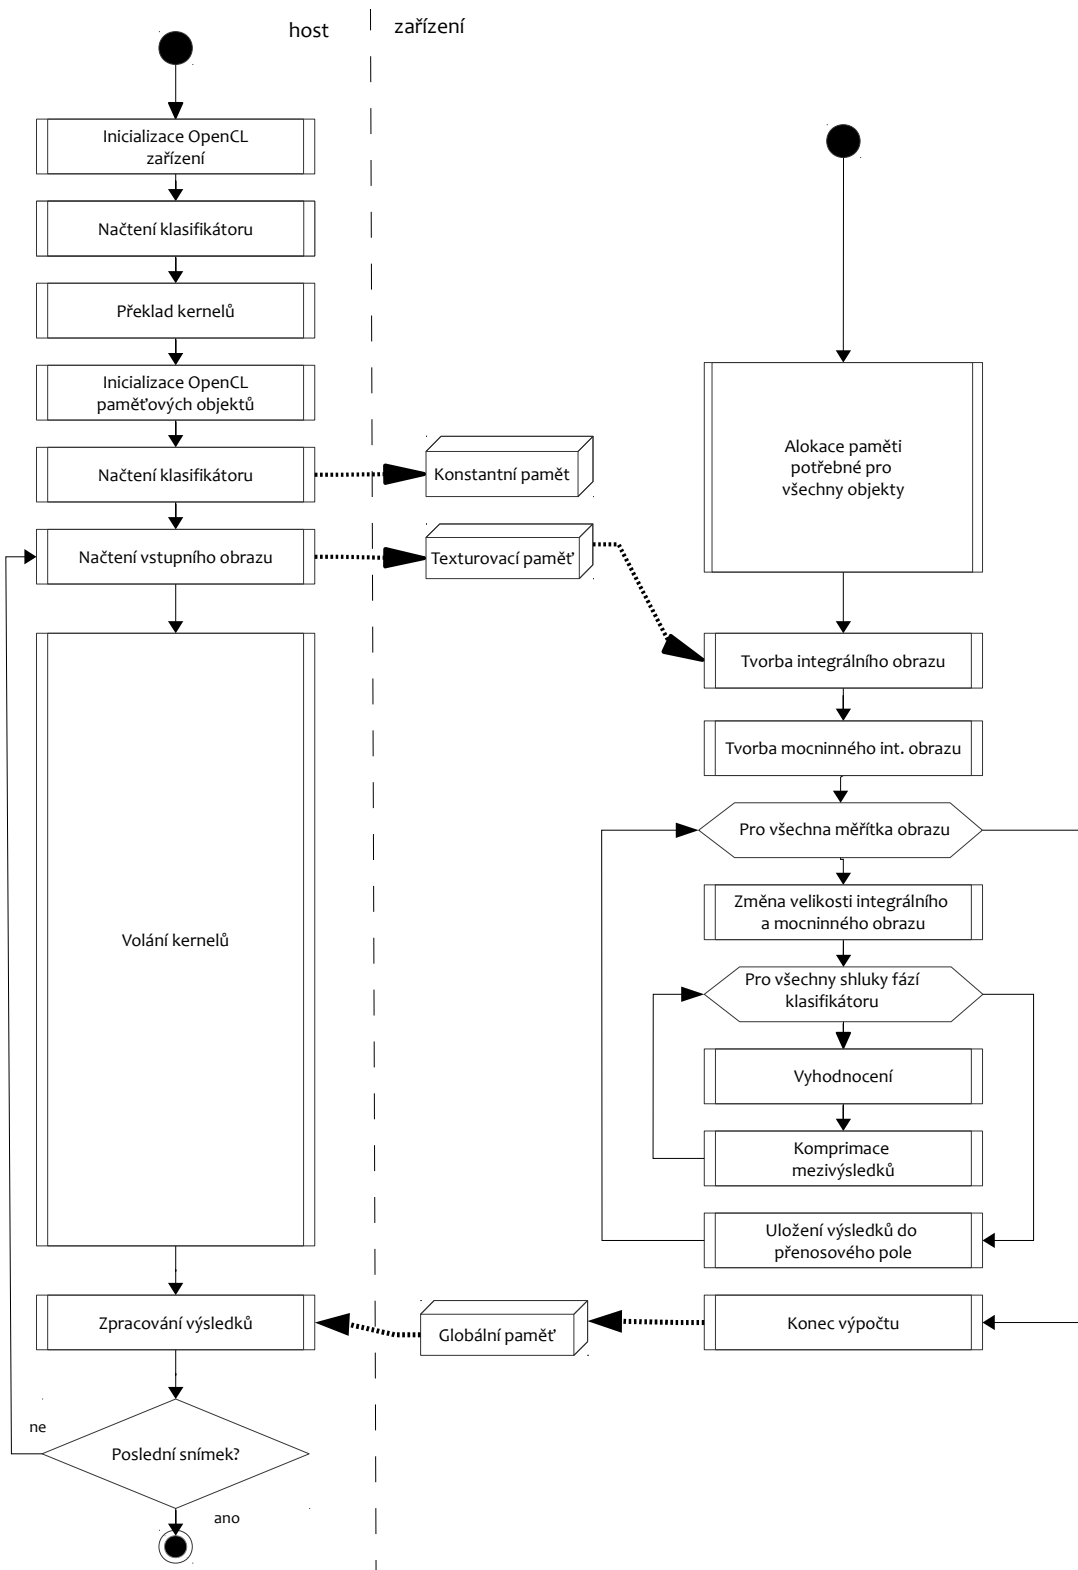 host
zařízení
Inicializace OpenCL
zařízení
Načtení klasifikátoru
Překlad kernelů
Inicializace OpenCL
paměťových objektů
Načtení klasifikátoru
Konstantní pamět
Načtení vstupního obrazu
Texturovací paměť
Volání kernelů
Zpracování výsledků
Globální paměť
Poslední snímek?
ne
ano
Alokace paměti
potřebné pro
všechny objekty
Tvorba integrálního obrazu
Tvorba mocninného int. obrazu
Pro všechna měřítka obrazu
Změna velikosti integrálního
a mocninného obrazu
Pro všechny shluky fází
klasifikátoru
Vyhodnocení
Komprimace
mezivýsledků
Uložení výsledků do
přenosového pole
Konec výpočtu